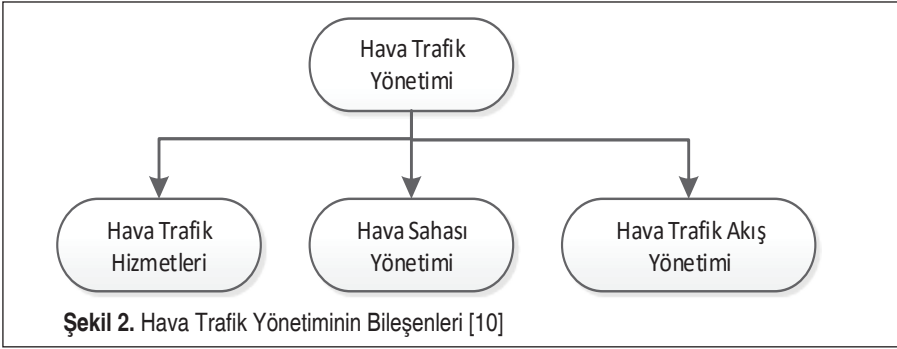 Hava Trafik
Yönetimi
Hava Trafik
Hizmetleri
Hava Sahası
Yönetimi
Hava Trafik Akış
Yönetimi
Şekil 2. Hava Trafik Yönetiminin Bileşenleri [10]